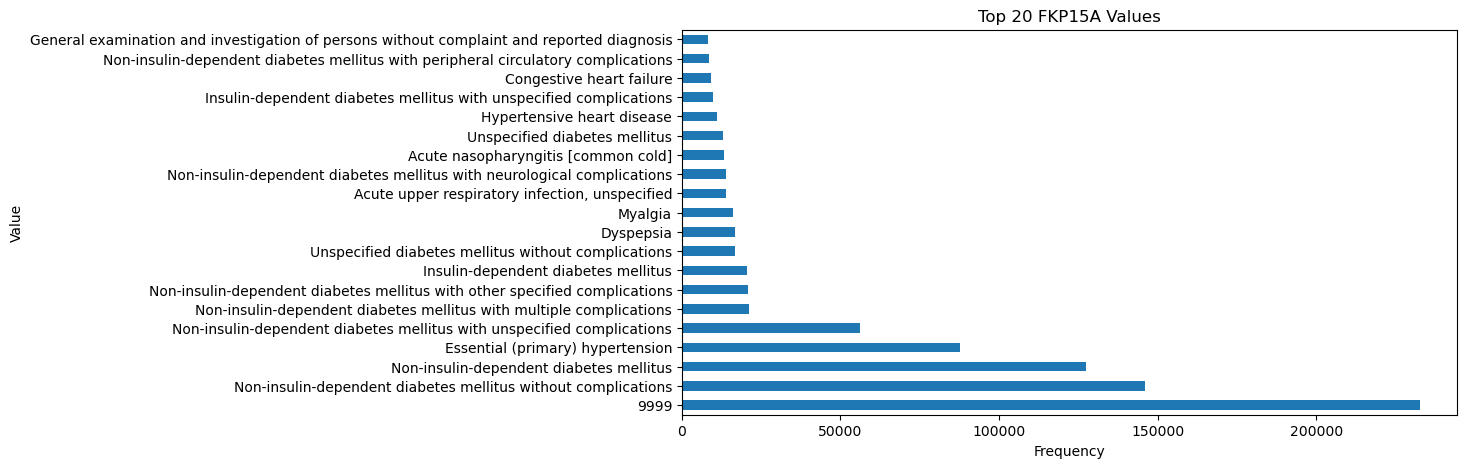 Top 20 FKP15A Values
General examination and investigation of persons without complaint and reported diagnosis
Non-insulin-dependent diabetes mellitus with peripheral circulatory complications
Congestive heart failure
Insulin-dependent diabetes mellitus with unspecified complications
Hypertensive heart disease
Unspecified diabetes mellitus
Acute nasopharyngitis [common cold]
Non-insulin-dependent diabetes mellitus with neurological complications
Acute upper respiratory infection, unspecified
Myalgia
Dyspepsia
Unspecified diabetes mellitus without complications
Insulin-dependent diabetes mellitus
Non-insulin-dependent diabetes mellitus with other specified complications
Non-insulin-dependent diabetes mellitus with multiple complications
Non-insulin-dependent diabetes mellitus with unspecified complications
Essential (primary) hypertension
Non-insulin-dependent diabetes mellitus
Non-insulin-dependent diabetes mellitus without complications
9999
Value
0 50000 100000 150000 200000
Frequency